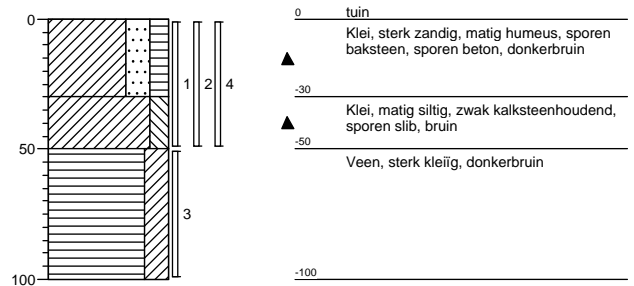 0
50
100
1
2
4
3
0 tuin
Klei, sterk zandig, matig humeus, sporen
baksteen, sporen beton, donkerbruin
-30
Klei, matig siltig, zwak kalksteenhoudend,
sporen slib, bruin
-50
Veen, sterk kleiïg, donkerbruin
-100